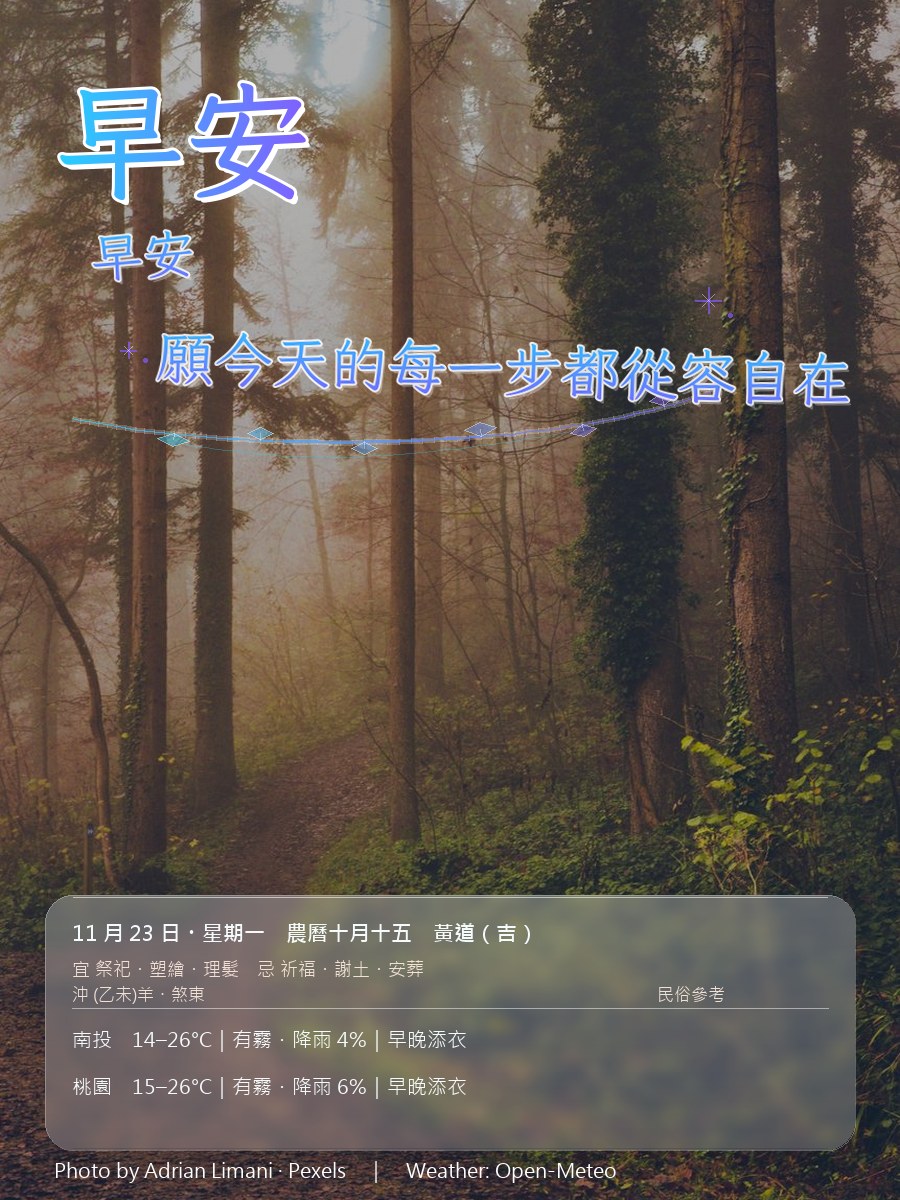 早安
早安
願今天的每一步都從容自在
11 月 23 日・星期一　農曆十月十五　黃道（吉）
宜 祭祀・塑繪・理髮　忌 祈福・謝土・安葬
沖 (乙未)羊・煞東　民俗參考
南投　14–26°C｜有霧・降雨 4%｜早晚添衣
桃園　15–26°C｜有霧・降雨 6%｜早晚添衣
Photo by Adrian Limani · Pexels　|　Weather: Open-Meteo